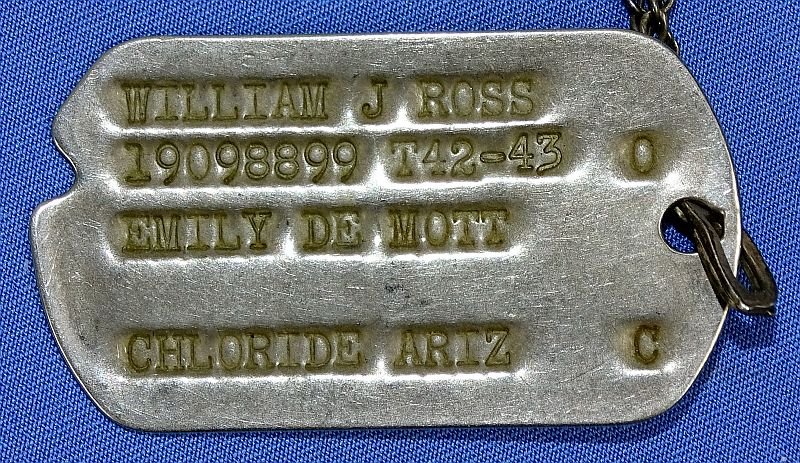 WILLIAM J ROSS
19098899 T42-43 O
EMILY DE MOTT
CHLORIDE ARIZ C